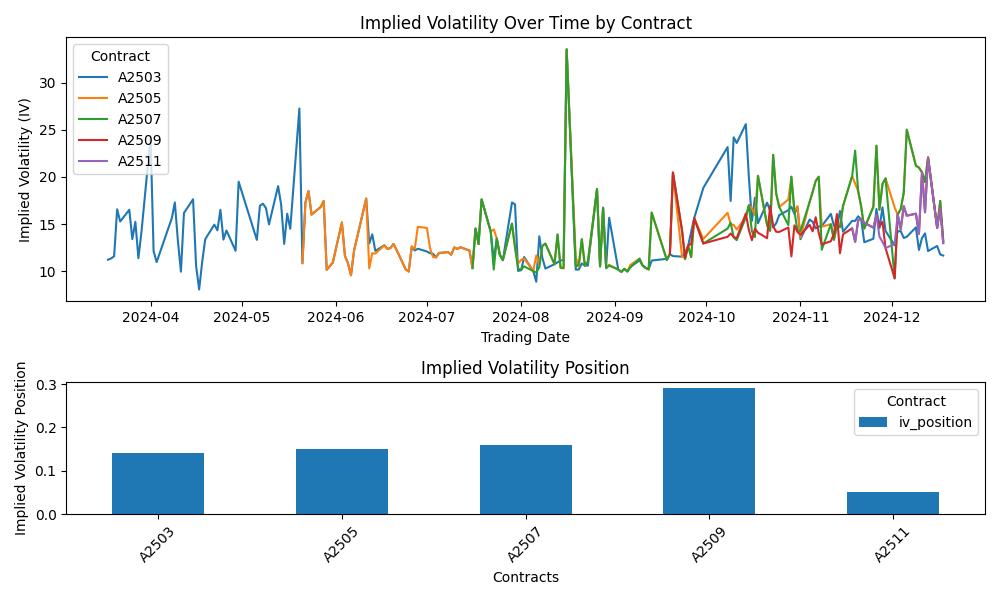 Implied Volatility Over Time by Contract
Implied Volatility (IV)
30
25
20
15
10
Contract
A2503
A2505
A2507
A2509
A2511
2024-04 2024-05 2024-06 2024-07 2024-08 2024-09 2024-10 2024-11 2024-12
Trading Date
Implied Volatility Position
Implied Volatility Position
0.3
0.2
0.1
0.0
Contract
iv_position
A2503 A2505 A2507 A2509 A2511
Contracts